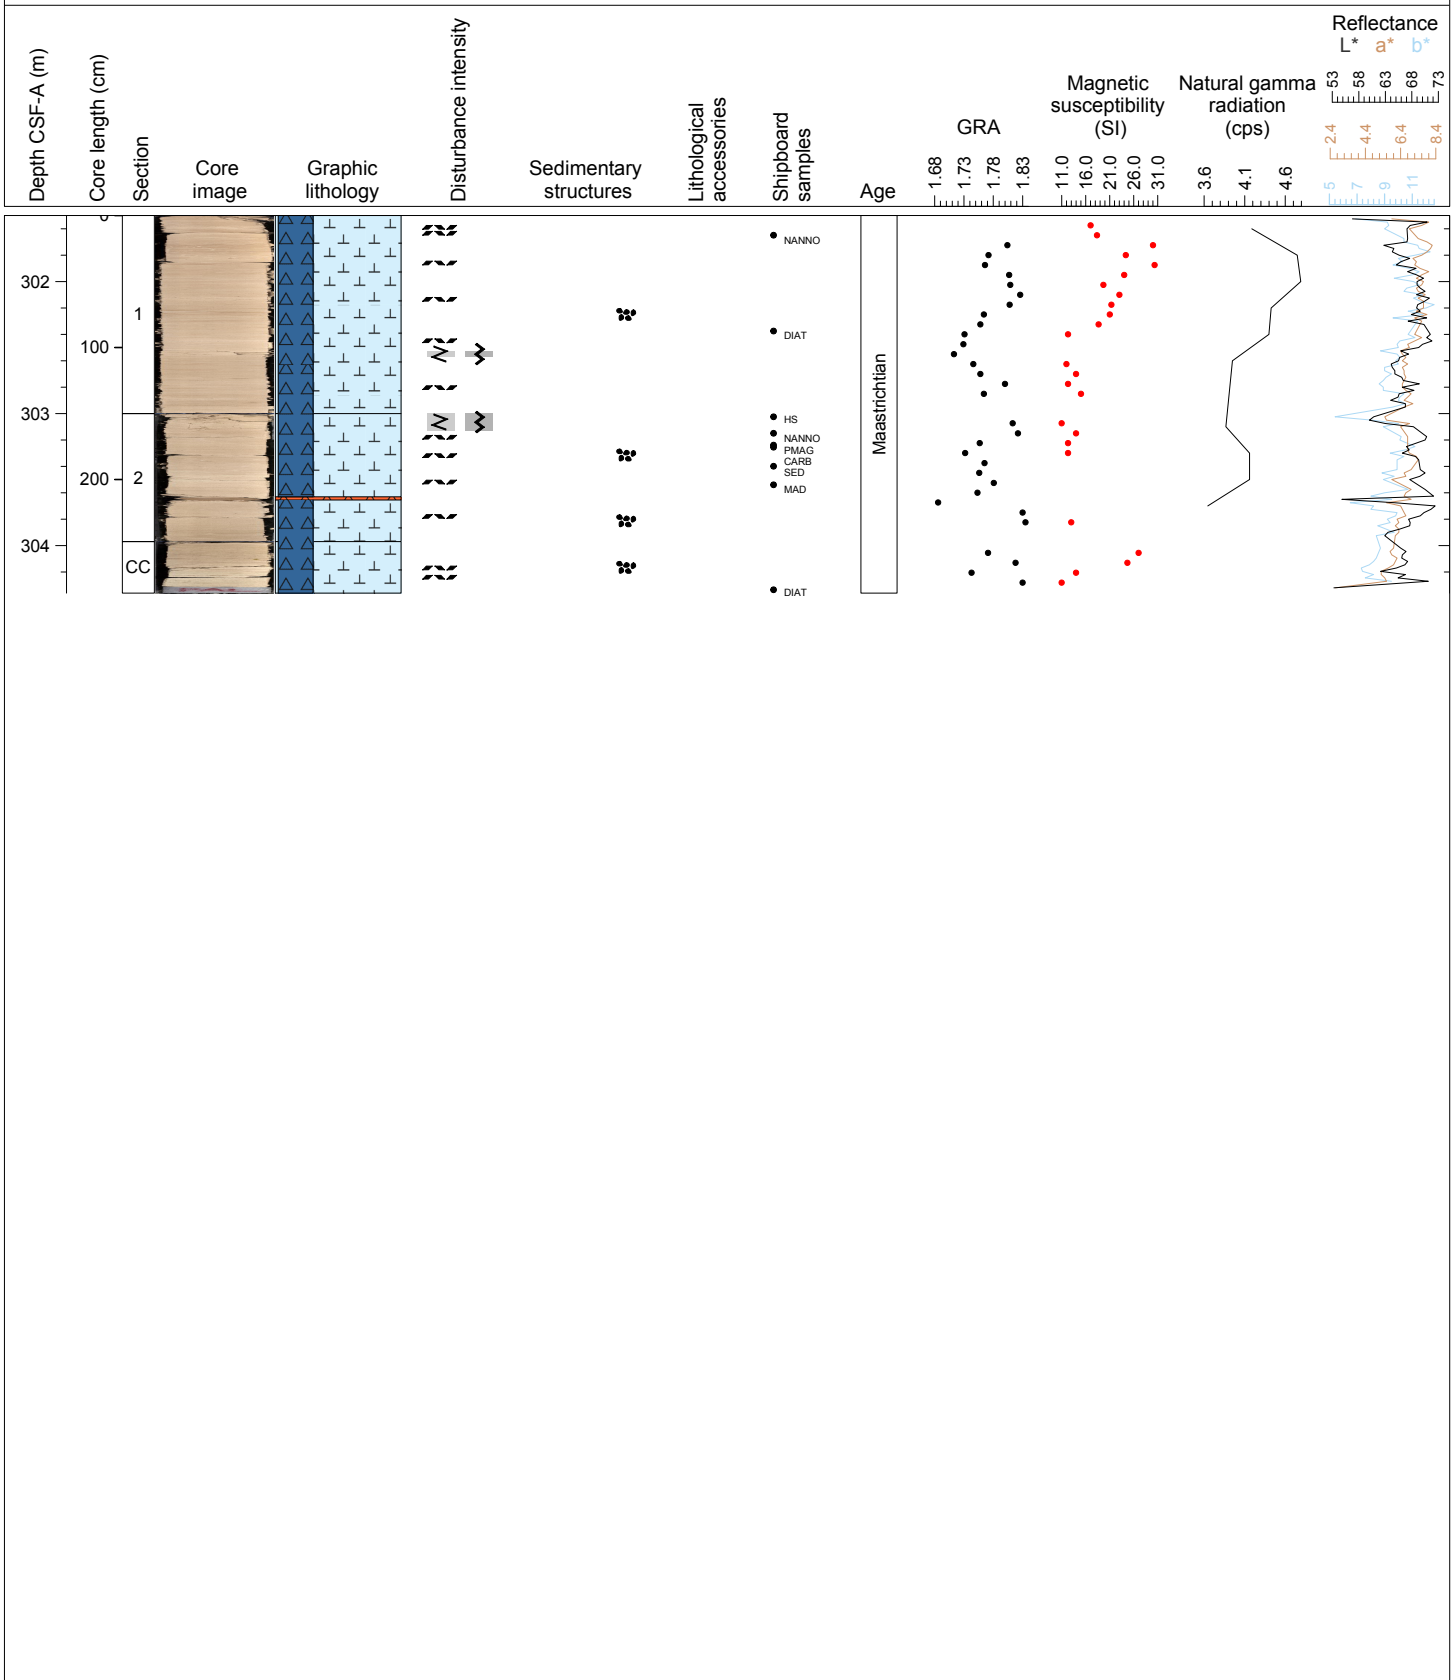 Depth CSF-A (m)
Core length (cm)
Section
Core
image
Graphic
lithology
Disturbance intensity
Sedimentary
structures
Lithological
accessories
Shipboard
samples
Age
GRA
1.68 1.73 1.78 1.83
Magnetic
susceptibility
(SI)
11.0 16.0 21.0 26.0 31.0
Natural gamma
radiation
(cps)
3.6 4.1 4.6
Reflectance
L* a* b*
53 58 63 68 73
2.4 4.4 6.4 8.4
5 7 9 11
0
NANNO
302
1
DIAT
100
303
HS
NANNO
PMAG
CARB
SED
MAD
200
2
304
CC
DIAT
Maastrichtian